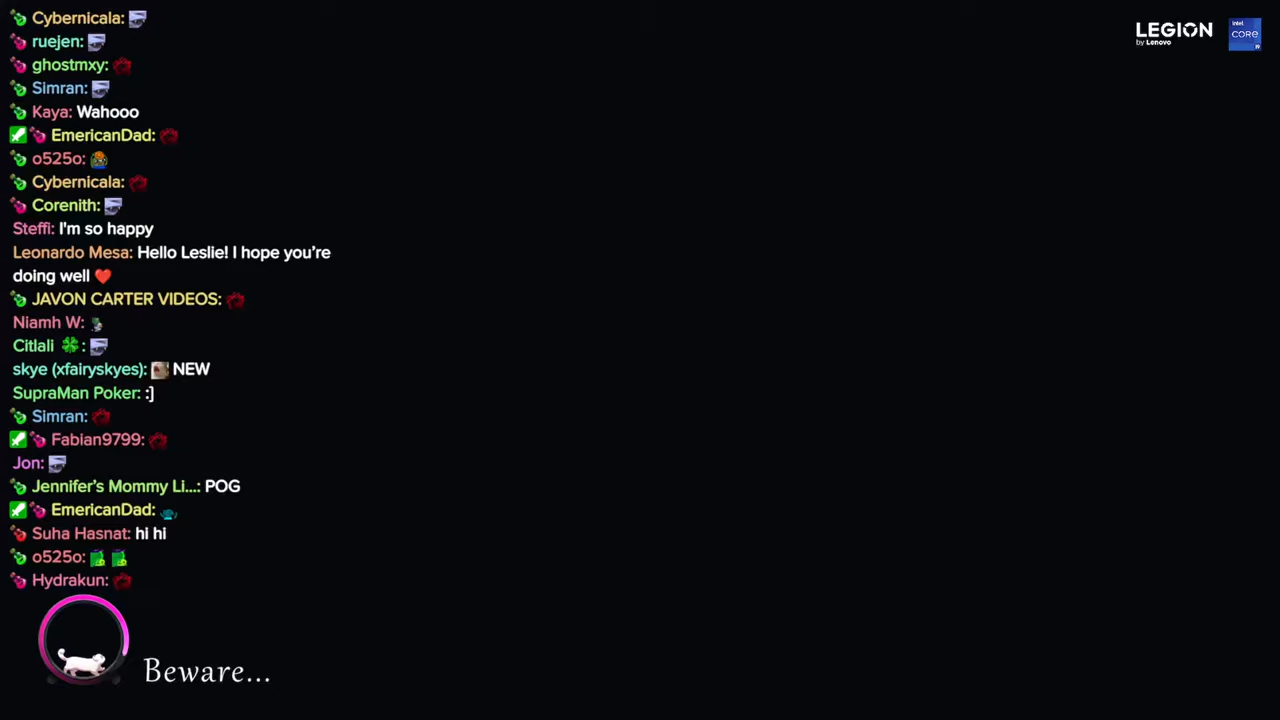 Cybernicala:
LEGION
by Lenovo
intel
CORE
i9
ruejen:
ghostmxy:
Simran:
Kaya: Wahooo
EmericanDad:
o525o:
Cybernicala:
Corenith:
Steffi: I'm so happy
Leonardo Mesa: Hello Leslie! I hope you're
doing well ❤️
JAVON CARTER VIDEOS:
Niamh W:
Citlali 🍀:
skye (xfairyskyes): NEW
SupraMan Poker: :]
Simran:
Fabian9799:
Jon:
Jennifer's Mommy Li...: POG
EmericanDad:
Suha Hasnat: hi hi
o525o:
Hydrakun:
Beware...